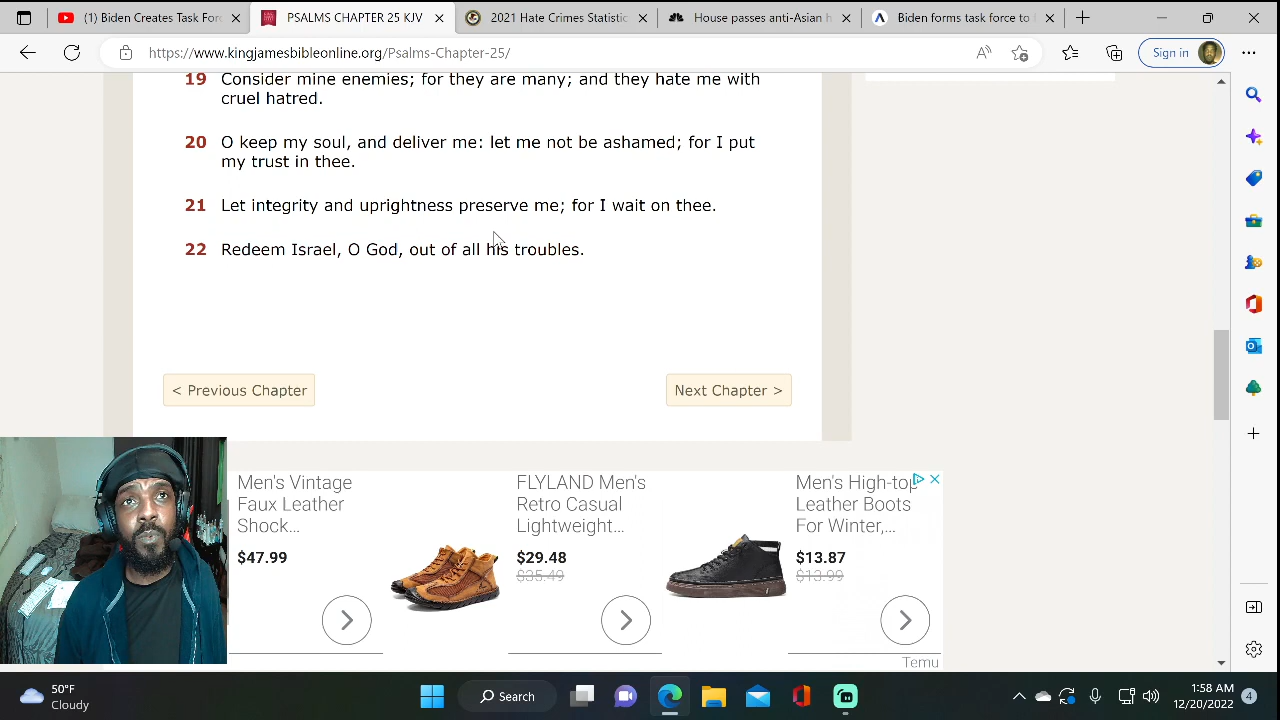 (1) Biden Creates Task For
PSALMS CHAPTER 25 KJV
2021 Hate Crimes Statistic
House passes anti-Asian h
Biden forms task force to
https://www.kingjamesbibleonline.org/Psalms-Chapter-25/
Sign in
19 Consider mine enemies; for they are many; and they hate me with
cruel hatred.
20 O keep my soul, and deliver me: let me not be ashamed; for I put
my trust in thee.
21 Let integrity and uprightness preserve me; for I wait on thee.
22 Redeem Israel, O God, out of all his troubles.
< Previous Chapter
Next Chapter >
Men's Vintage
Faux Leather
Shock...
$47.99
FLYLAND Men's
Retro Casual
Lightweight...
$29.48
$35.49
Men's High-top
Leather Boots
For Winter,...
$13.87
$13.99
Temu
50°F
Cloudy
Search
1:58 AM
12/20/2022
4